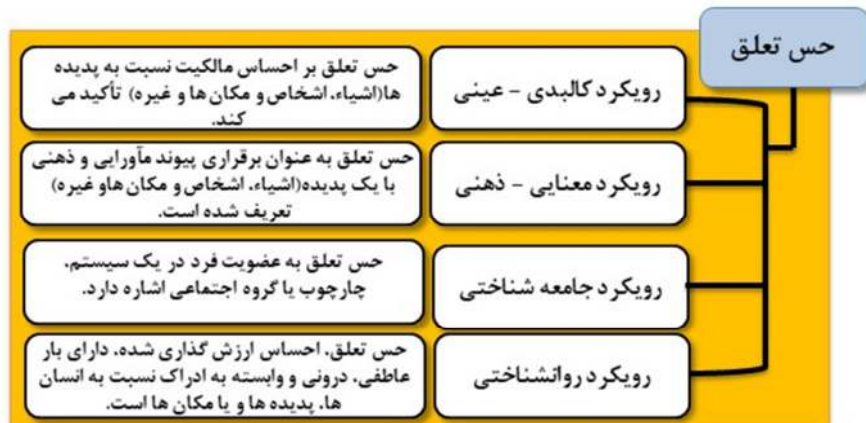 حس تعلق
رویکرد کالبدی - عینی
حس تعلق بر احساس مالکیت نسبت به پدیده
ها(اشیاء، اشخاص و مکان ها و غیره) تأکید می
کند.
رویکرد معنایی - ذهنی
حس تعلق به عنوان برقراری پیوند مآورایی و ذهنی
با یک پدیده(اشیاء، اشخاص و مکان هاو غیره)
تعریف شده است.
رویکرد جامعه شناختی
حس تعلق به عضویت فرد در یک سیستم،
چارچوب یا گروه اجتماعی اشاره دارد.
رویکرد روانشناختی
حس تعلق، احساس ارزش گذاری شده، دارای بار
عاطفی، درونی و وابسته به ادراک نسبت به انسان
ها، پدیده ها و یا مکان ها است.